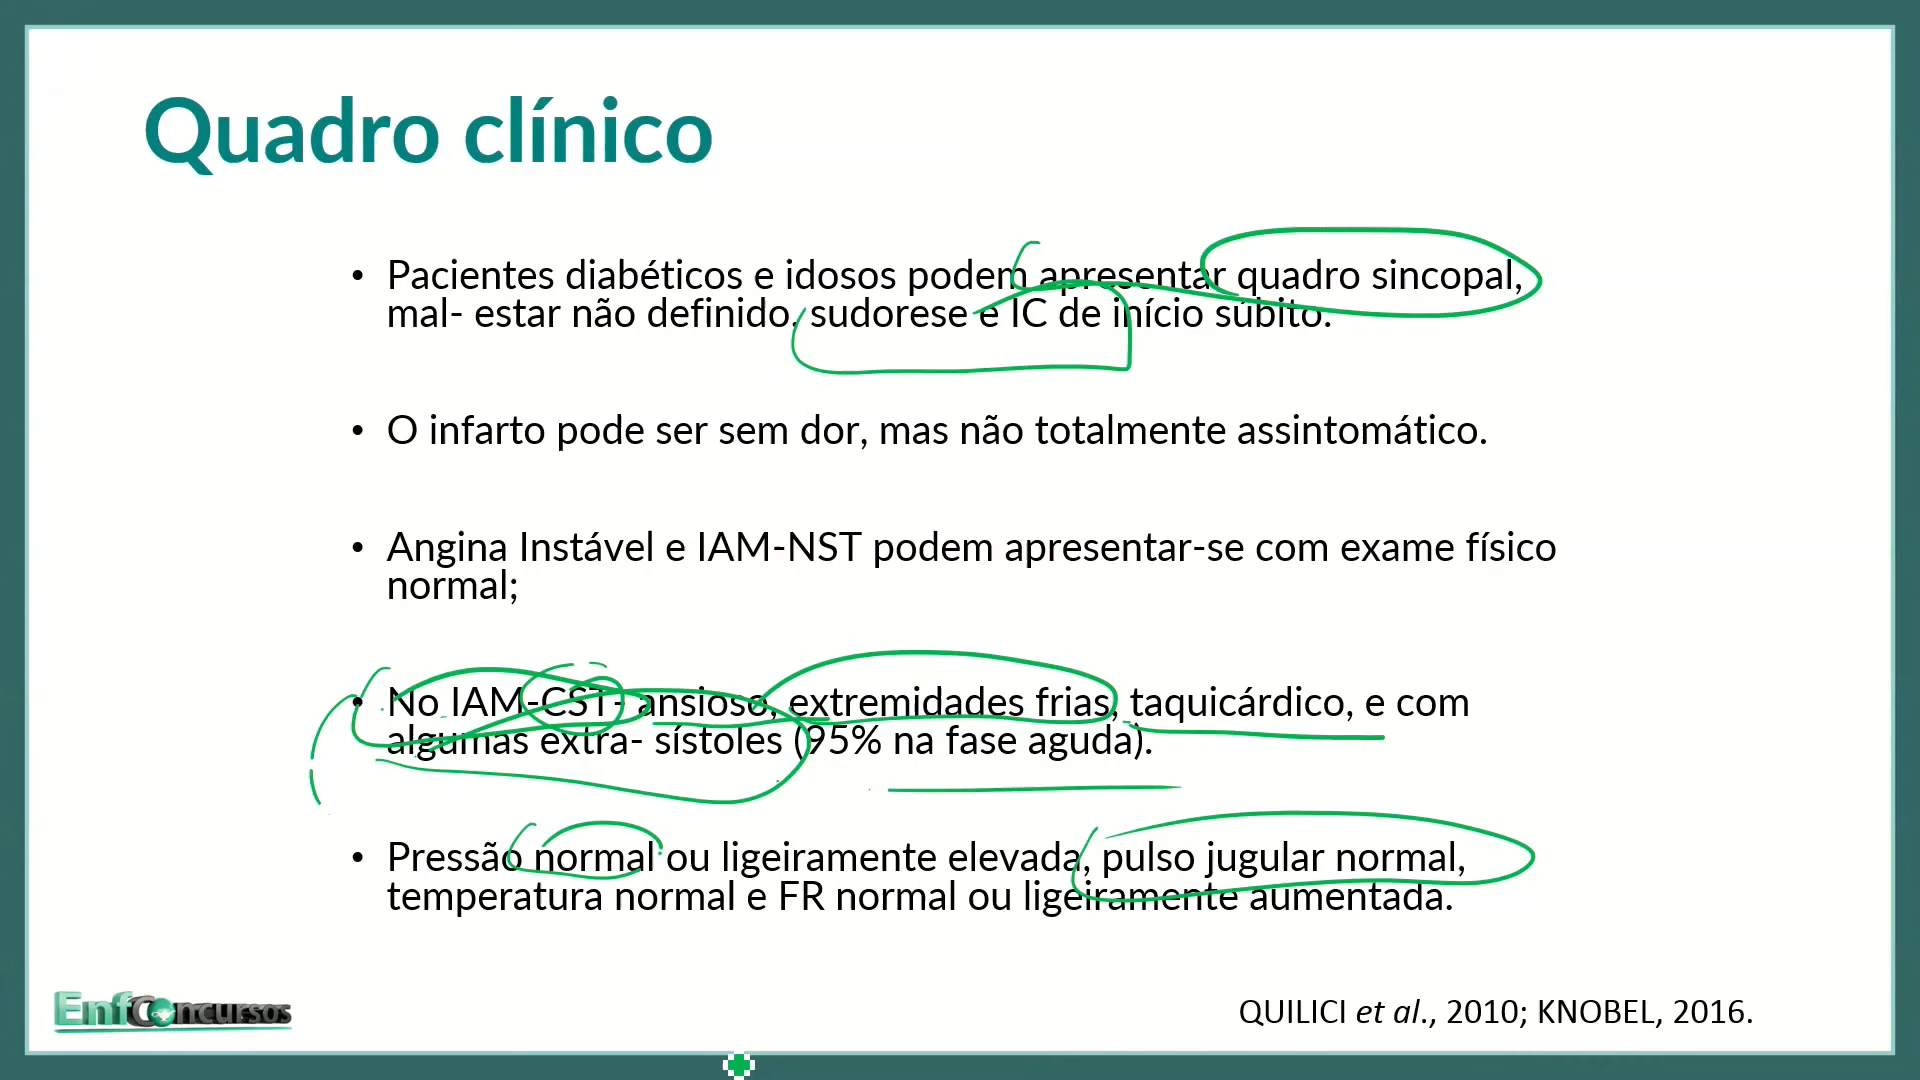 Quadro clínico
• Pacientes diabéticos e idosos podem apresentar quadro sincopal,
mal- estar não definido, sudorese e IC de início súbito.
• O infarto pode ser sem dor, mas não totalmente assintomático.
• Angina Instável e IAM-NST podem apresentar-se com exame físico
normal;
• No IAM-CST- ansioso, extremidades frias, taquicárdico, e com
algumas extra- sístoles (95% na fase aguda).
• Pressão normal ou ligeiramente elevada, pulso jugular normal,
temperatura normal e FR normal ou ligeiramente aumentada.
EnfConcursos
QUILICI et al., 2010; KNOBEL, 2016.